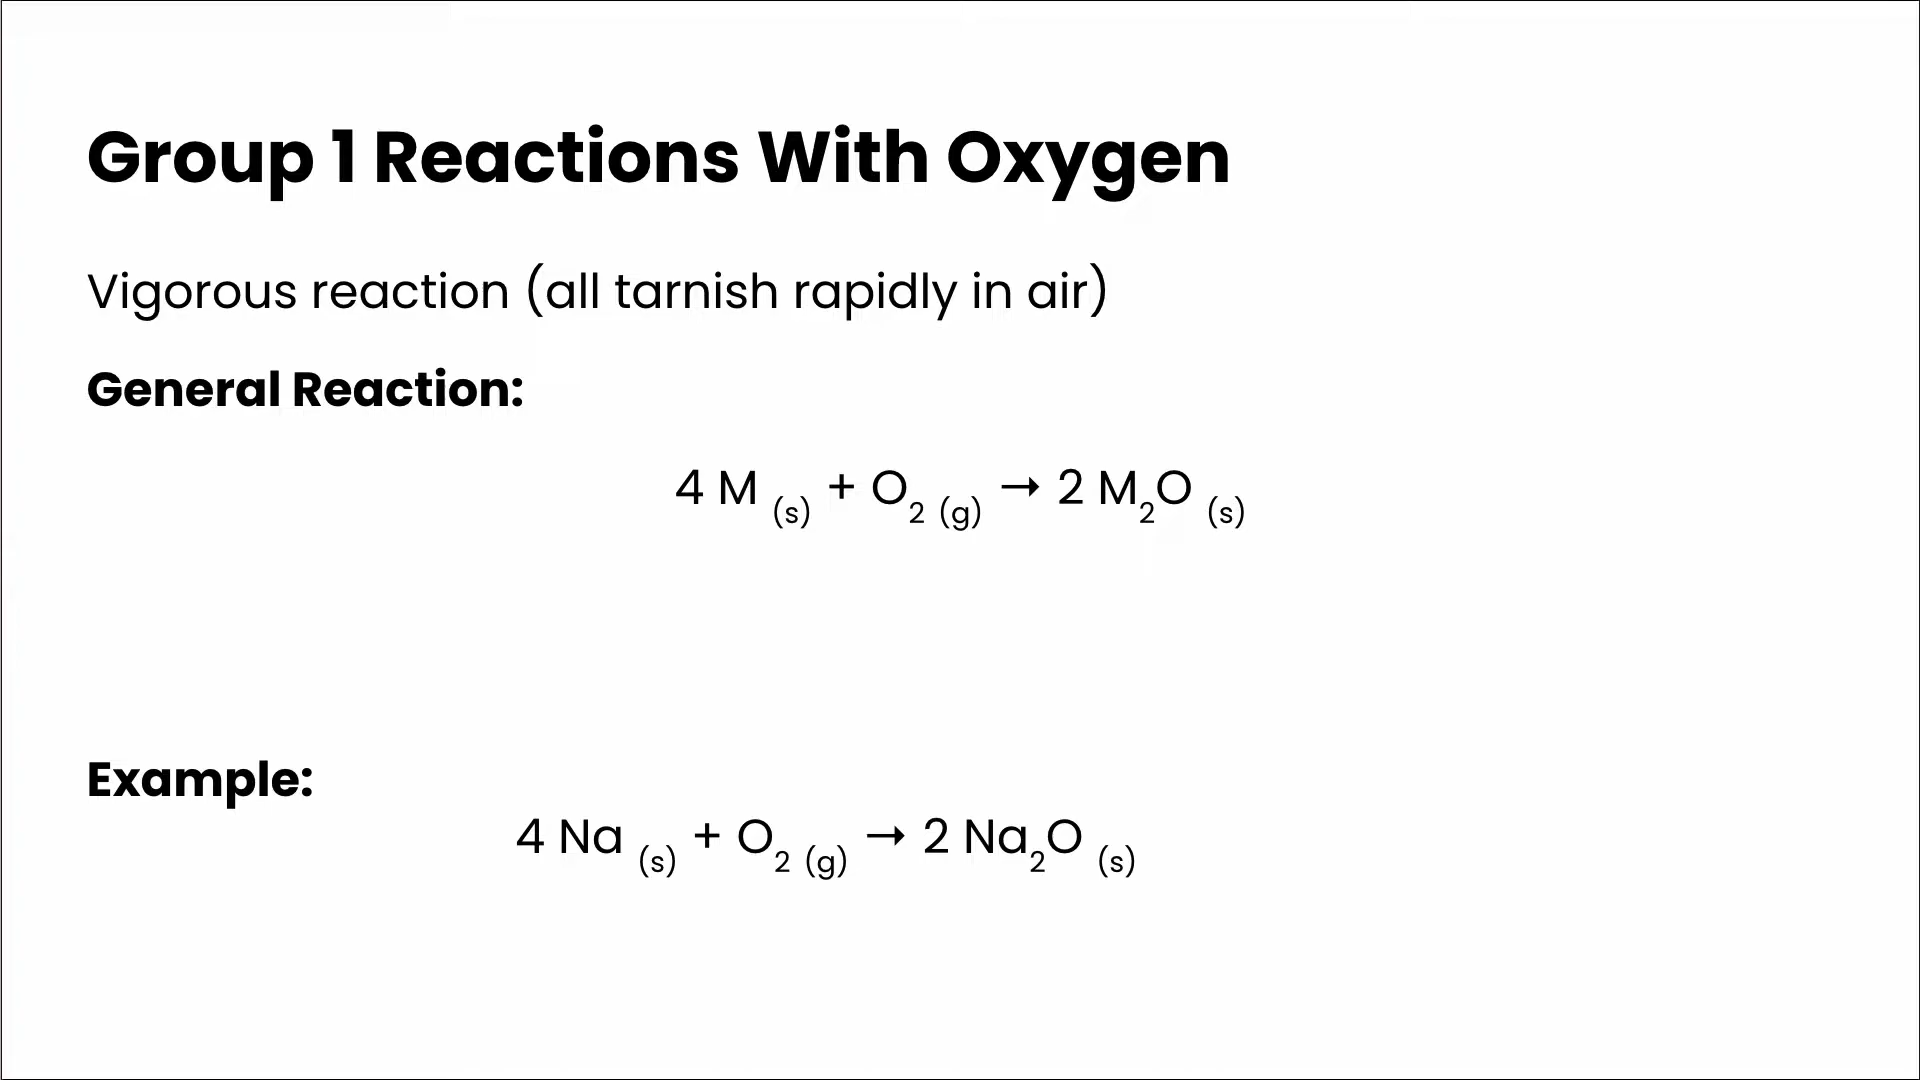 Group 1 Reactions With Oxygen
Vigorous reaction (all tarnish rapidly in air)
General Reaction:
4 M (s) + O₂ (g) → 2 M₂O (s)
Example:
4 Na (s) + O₂ (g) → 2 Na₂O (s)